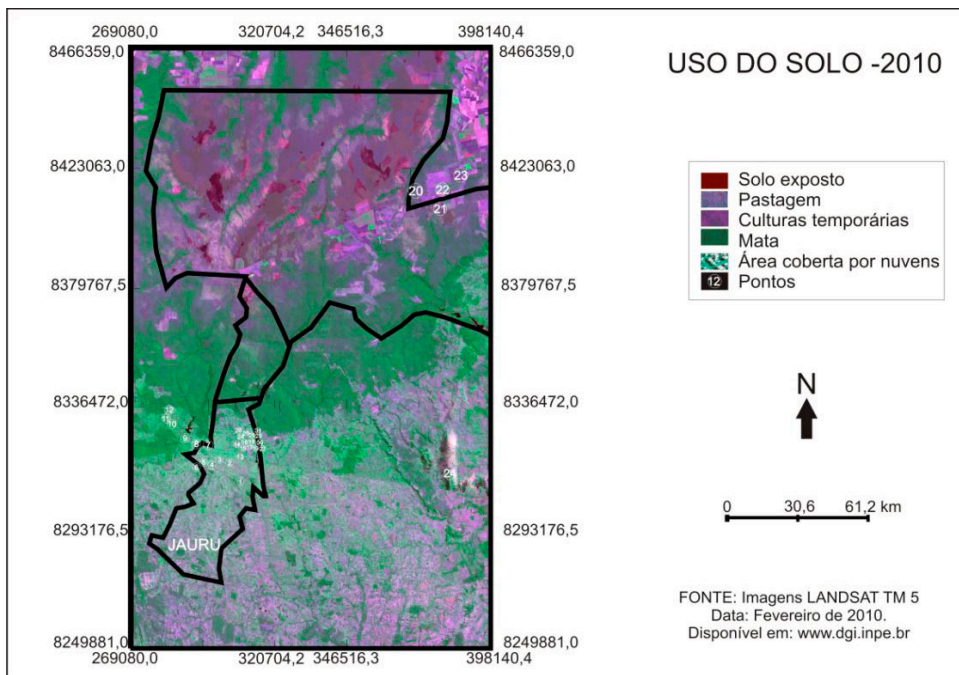 269080,0 320704,2 346516,3 398140,4
8466359,0 8466359,0
USO DO SOLO -2010
8423063,0 8423063,0
23
20 22
21
Solo exposto
Pastagem
Culturas temporárias
Mata
Área coberta por nuvens
12 Pontos
8379767,5 8379767,5
N
8336472,0 8336472,0
12
11
10
9
24
0 30,6 61,2 km
8293176,5 8293176,5
JAURU
FONTE: Imagens LANDSAT TM 5
Data: Fevereiro de 2010.
Disponível em: www.dgi.inpe.br
8249881,0 8249881,0
269080,0 320704,2 346516,3 398140,4